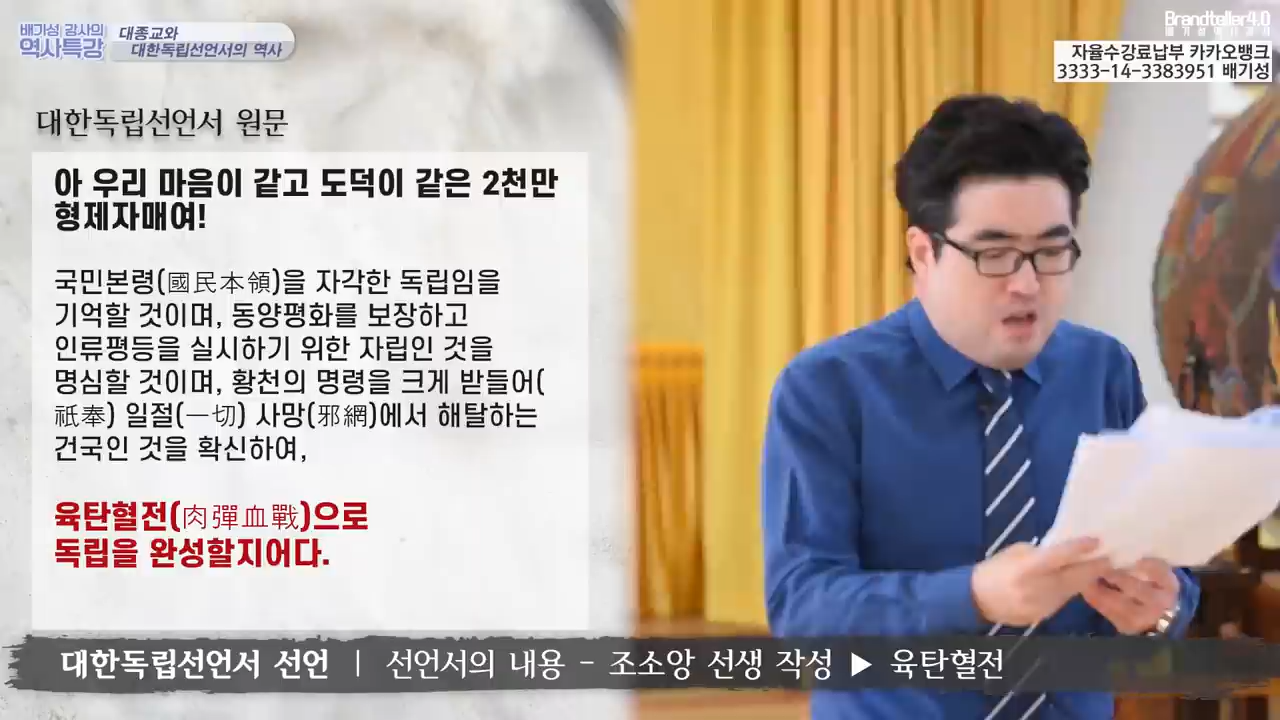 배기성 강사의
역사특강
대종교와
대한독립선언서의 역사
Brandteller4.0
배기성역사강사
자율수강료납부 카카오뱅크
3333-14-3383951 배기성
대한독립선언서 원문
아 우리 마음이 같고 도덕이 같은 2천만
형제자매여!
국민본령(國民本領)을 자각한 독립임을
기억할 것이며, 동양평화를 보장하고
인류평등을 실시하기 위한 자립인 것을
명심할 것이며, 황천의 명령을 크게 받들어(
祇奉) 일절(一切) 사망(邪網)에서 해탈하는
건국인 것을 확신하여,
육탄혈전(肉彈血戰)으로
독립을 완성할지어다.
대한독립선언서 선언 | 선언서의 내용 - 조소앙 선생 작성 ▶ 육탄혈전